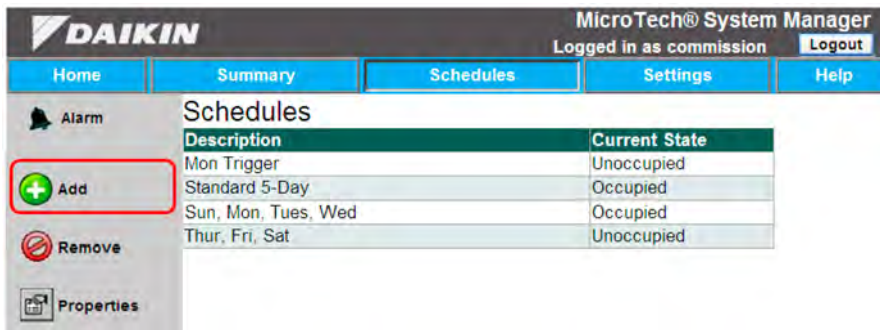 DAIKIN
MicroTech® System Manager
Logged in as commission Logout
Home Summary Schedules Settings Help
Alarm
Schedules
Description Current State
Mon Trigger Unoccupied
Add
Standard 5-Day Occupied
Sun, Mon, Tues, Wed Occupied
Remove
Thur, Fri, Sat Unoccupied
Properties